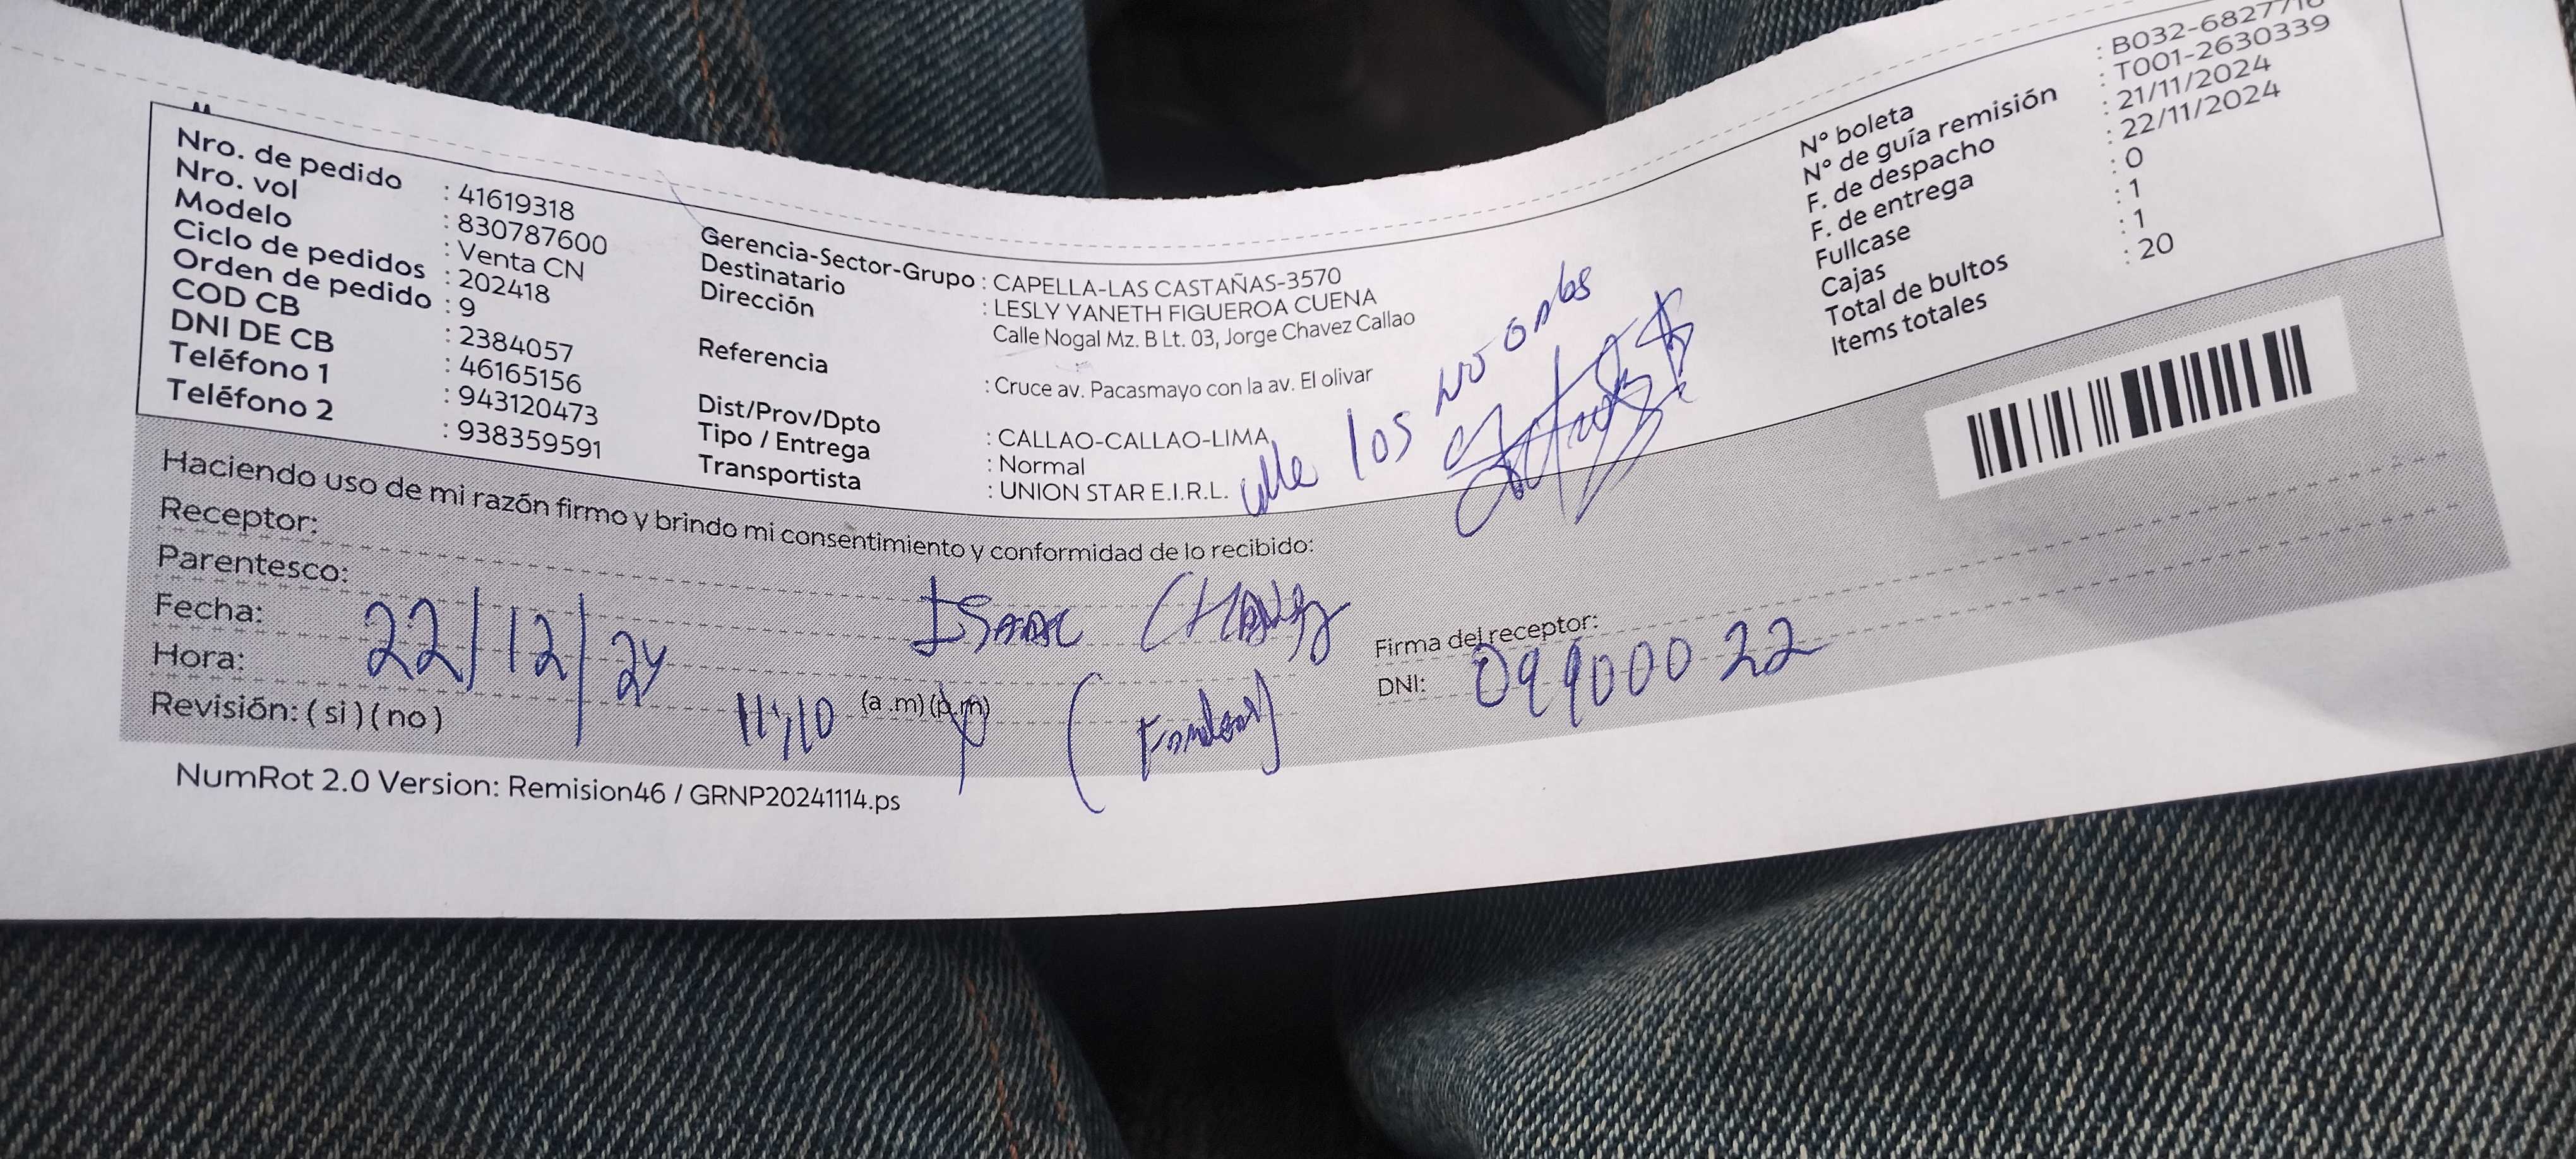 Nro. de pedido : 41619318
Nro. vol : 830787600
Modelo : Venta CN
Ciclo de pedidos : 202418
Orden de pedido : 9
COD CB : 2384057
DNI DE CB : 46165156
Teléfono 1 : 943120473
Teléfono 2 : 938359591
Gerencia-Sector-Grupo : CAPELLA-LAS CASTAÑAS-3570
Destinatario : LESLY YANETH FIGUEROA CUENA
Dirección Calle Nogal Mz. B Lt. 03, Jorge Chavez Callao
Referencia : Cruce av. Pacasmayo con la av. El olivar
Dist/Prov/Dpto : CALLAO-CALLAO-LIMA
Tipo / Entrega : Normal
Transportista : UNION STAR E.I.R.L.
calle los
N° boleta : B032-6827716
N° de guía remisión : T001-2630339
F. de despacho : 21/11/2024
F. de entrega : 22/11/2024
Fullcase : 0
Cajas : 1
Total de bultos : 1
Items totales : 20
Haciendo uso de mi razón firmo y brindo mi consentimiento y conformidad de lo recibido:
Receptor:
Parentesco: ISAAC
Fecha: 22/12/24
Hora: 11:10 (a.m)(p.m)
Revisión: (si)(no)
Firma del receptor:
DNI: 09900022
NumRot 2.0 Version: Remision46 / GRNP20241114.ps